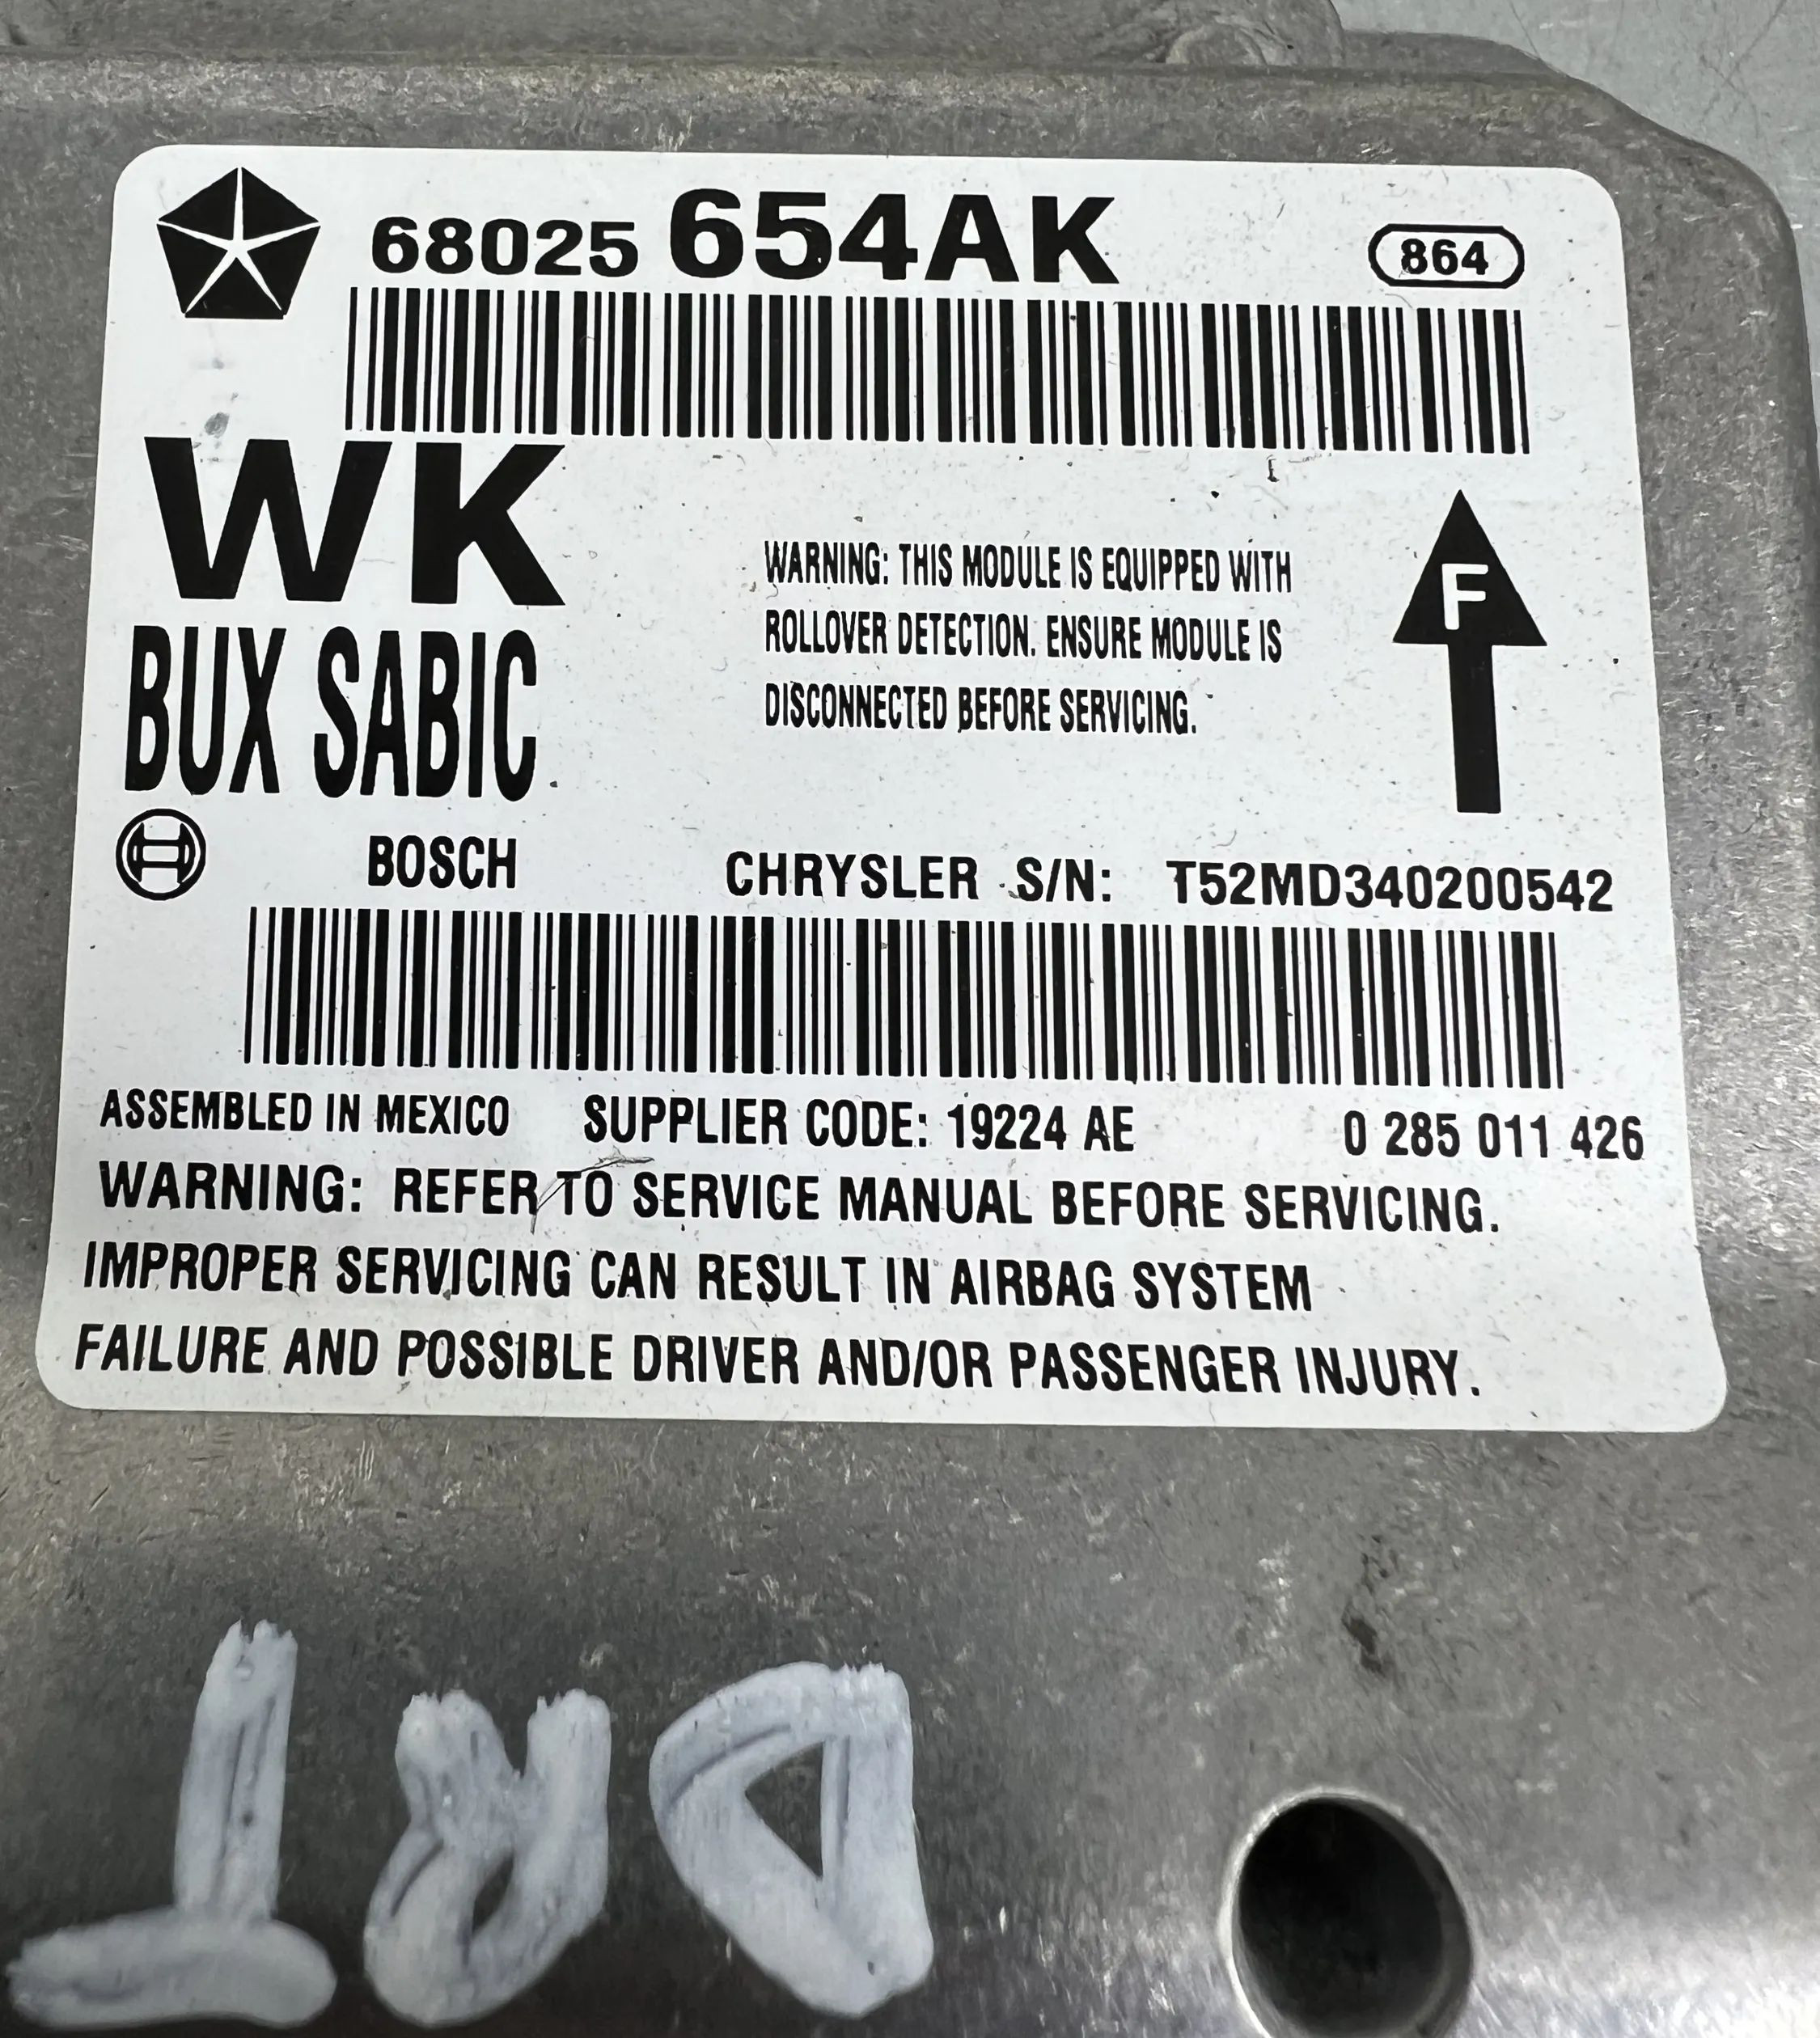 68025 654AK 864
WK
BUX SABIC
WARNING: THIS MODULE IS EQUIPPED WITH
ROLLOVER DETECTION. ENSURE MODULE IS
DISCONNECTED BEFORE SERVICING.
F
BOSCH CHRYSLER S/N: T52MD340200542
ASSEMBLED IN MEXICO SUPPLIER CODE: 19224 AE 0 285 011 426
WARNING: REFER TO SERVICE MANUAL BEFORE SERVICING.
IMPROPER SERVICING CAN RESULT IN AIRBAG SYSTEM
FAILURE AND POSSIBLE DRIVER AND/OR PASSENGER INJURY.
DRT